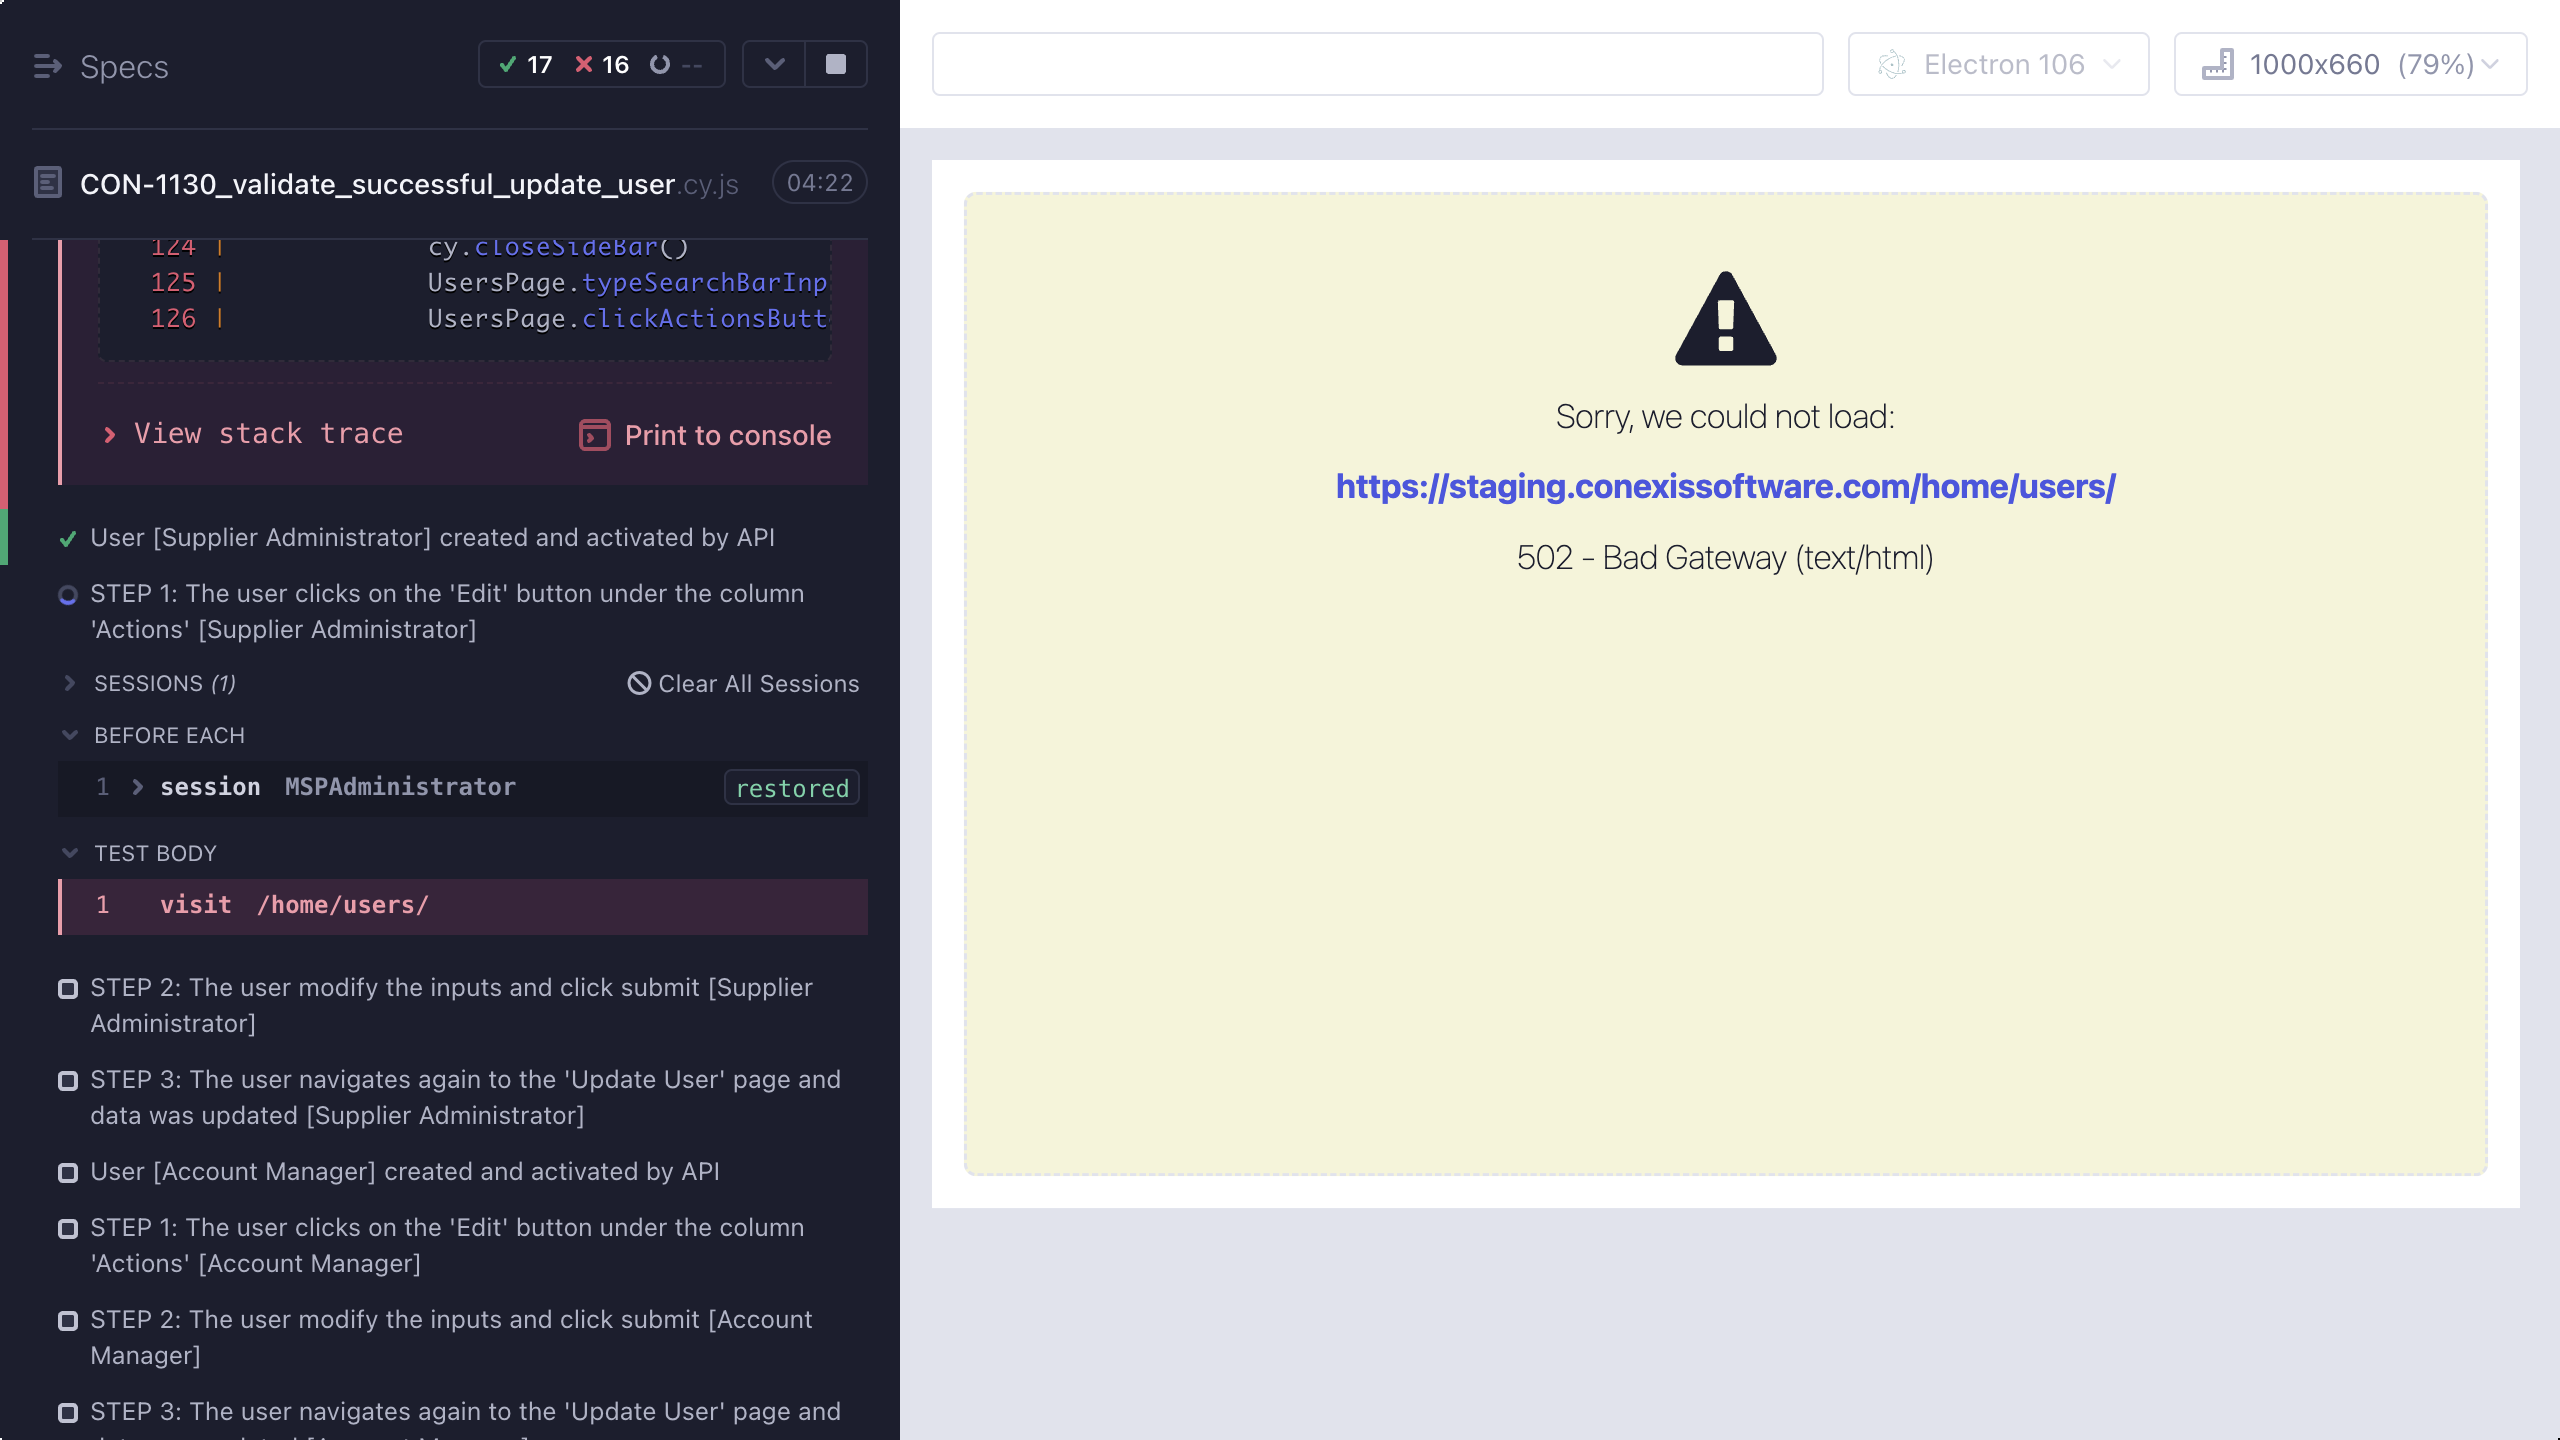 Specs
17 16 --
CON-1130_validate_successful_update_user.cy.js 04:22
124 | cy.closeSideBar()
125 | UsersPage.typeSearchBarInp
126 | UsersPage.clickActionsButt
View stack trace Print to console
User [Supplier Administrator] created and activated by API
STEP 1: The user clicks on the 'Edit' button under the column
'Actions' [Supplier Administrator]
SESSIONS (1) Clear All Sessions
BEFORE EACH
1 session MSPAdministrator restored
TEST BODY
1 visit /home/users/
STEP 2: The user modify the inputs and click submit [Supplier
Administrator]
STEP 3: The user navigates again to the 'Update User' page and
data was updated [Supplier Administrator]
User [Account Manager] created and activated by API
STEP 1: The user clicks on the 'Edit' button under the column
'Actions' [Account Manager]
STEP 2: The user modify the inputs and click submit [Account
Manager]
STEP 3: The user navigates again to the 'Update User' page and
Electron 106 1000x660 (79%)
Sorry, we could not load:
https://staging.conexissoftware.com/home/users/
502 - Bad Gateway (text/html)